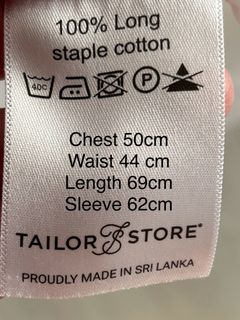 100% Long
staple cotton
40C P
Chest 50cm
Waist 44 cm
Length 69cm
Sleeve 62cm
TAILOR STORE®
PROUDLY MADE IN SRI LANKA